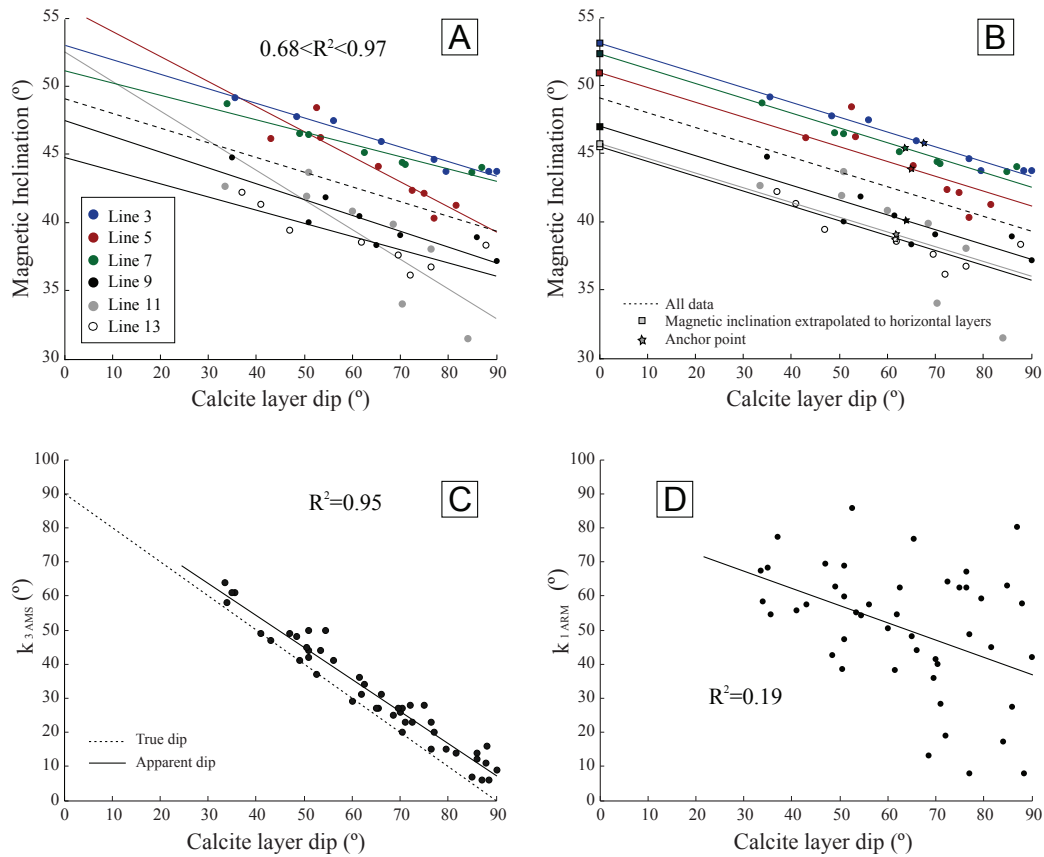 A
0.68<R²<0.97
Magnetic Inclination (º)
55
50
45
40
35
30
Line 3
Line 5
Line 7
Line 9
Line 11
Line 13
0 10 20 30 40 50 60 70 80 90
Calcite layer dip (º)
B
Magnetic Inclination (º)
55
50
45
40
35
30
All data
Magnetic inclination extrapolated to horizontal layers
Anchor point
0 10 20 30 40 50 60 70 80 90
Calcite layer dip (º)
C
R²=0.95
k 3 AMS (º)
100
90
80
70
60
50
40
30
20
10
0
True dip
Apparent dip
0 10 20 30 40 50 60 70 80 90
Calcite layer dip (º)
D
R²=0.19
k 1 ARM (º)
100
90
80
70
60
50
40
30
20
10
0
0 10 20 30 40 50 60 70 80 90
Calcite layer dip (º)